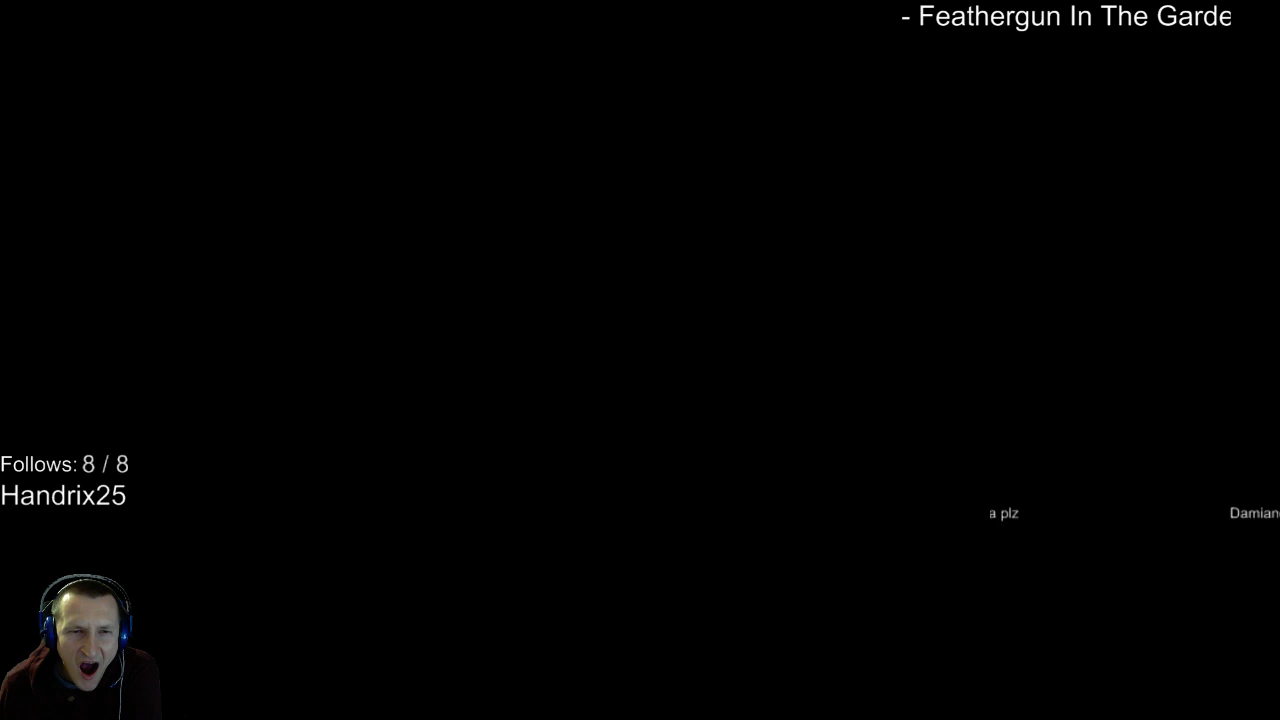 - Feathergun In The Garde
Follows: 8 / 8
Handrix25
a plz
Damian